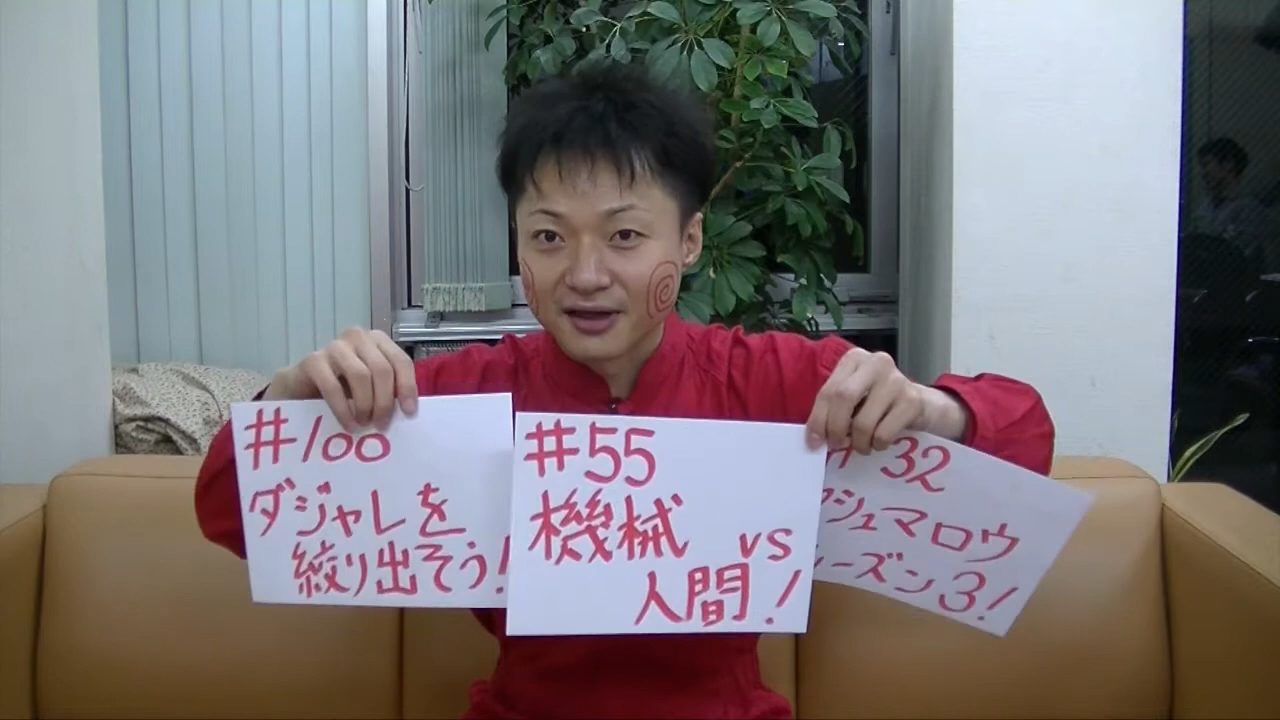 #100
ダジャレを
絞り出そう!
#55
機械 vs
人間!
# 32
シュマロウ
ーズン3!